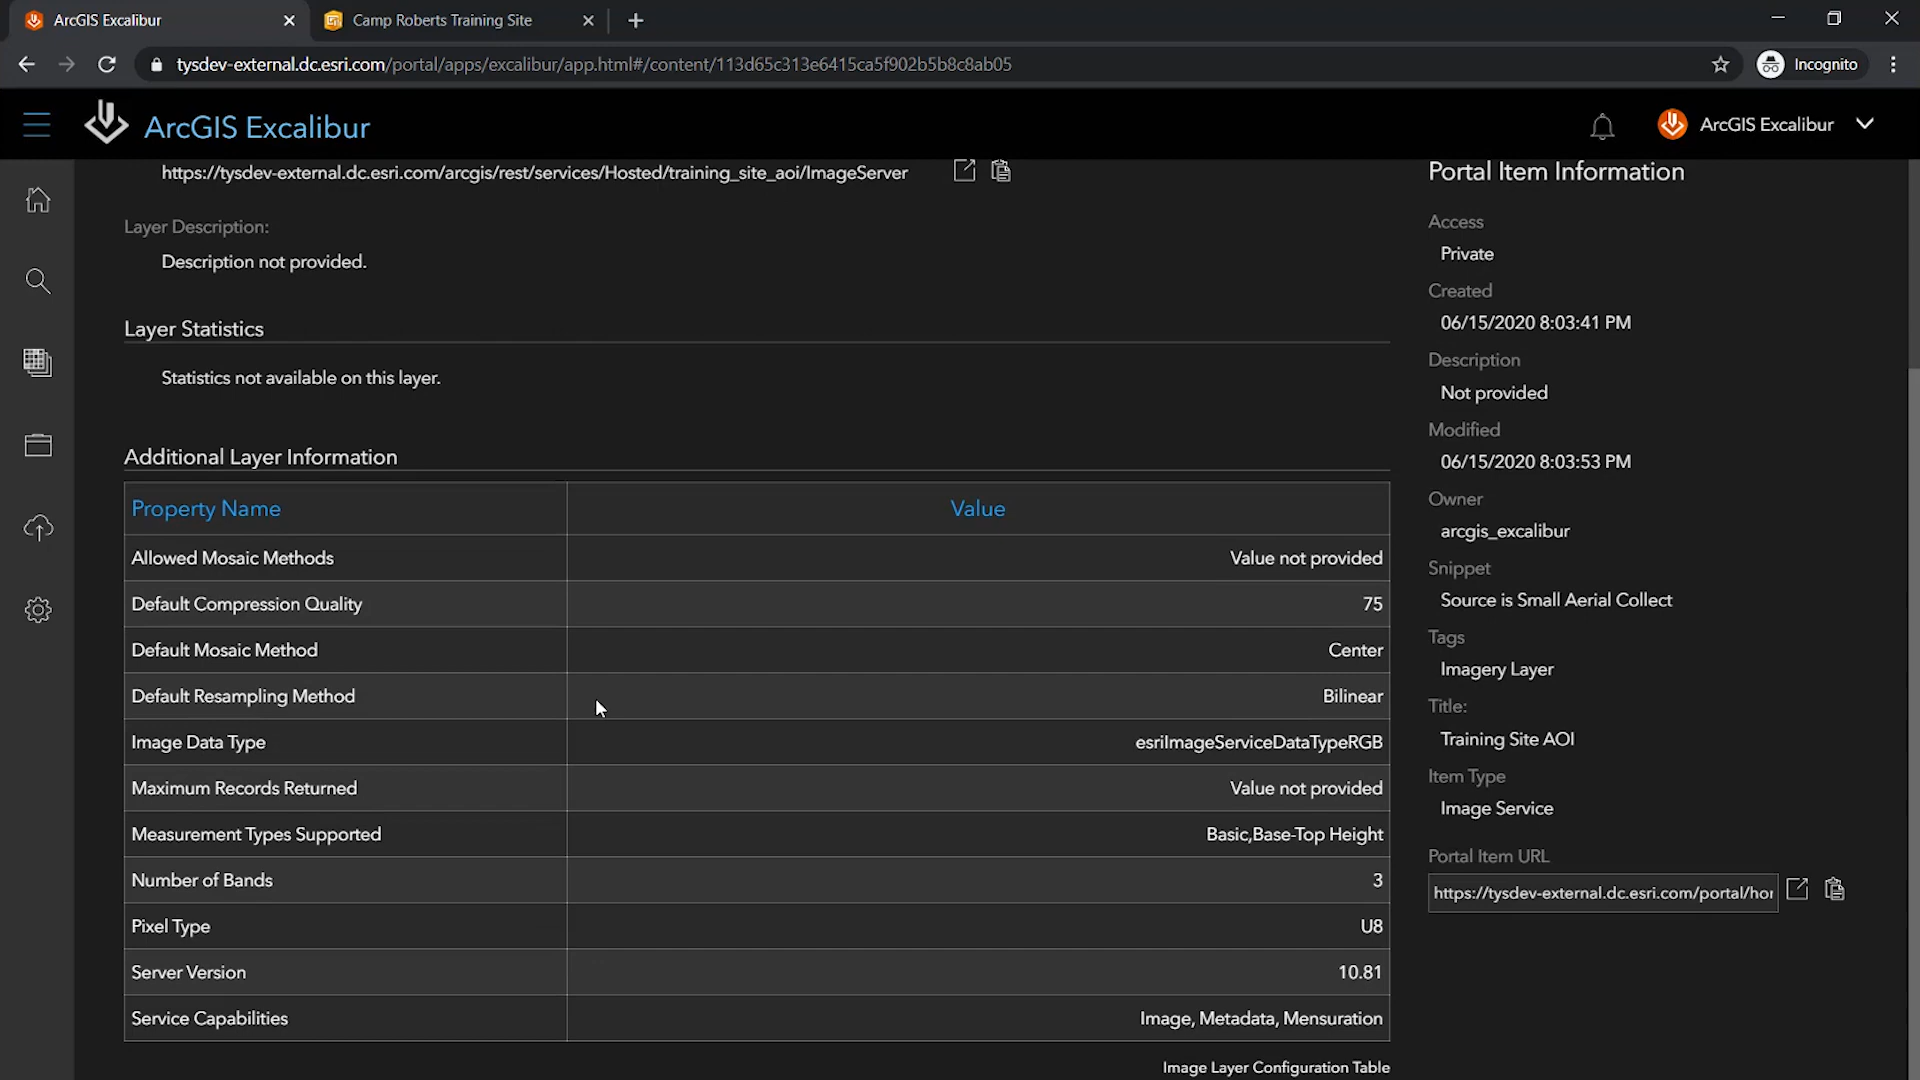 ArcGIS Excalibur
Camp Roberts Training Site
tysdev-external.dc.esri.com/portal/apps/excalibur/app.html#/content/113d65c313e6415ca5f902b5b8c8ab05
Incognito
ArcGIS Excalibur
ArcGIS Excalibur
https://tysdev-external.dc.esri.com/arcgis/rest/services/Hosted/training_site_aoi/ImageServer
Layer Description:
Description not provided.
Layer Statistics
Statistics not available on this layer.
Additional Layer Information
Property Name Value
Allowed Mosaic Methods Value not provided
Default Compression Quality 75
Default Mosaic Method Center
Default Resampling Method Bilinear
Image Data Type esriImageServiceDataTypeRGB
Maximum Records Returned Value not provided
Measurement Types Supported Basic,Base-Top Height
Number of Bands 3
Pixel Type U8
Server Version 10.81
Service Capabilities Image, Metadata, Mensuration
Image Layer Configuration Table
Portal Item Information
Access
Private
Created
06/15/2020 8:03:41 PM
Description
Not provided
Modified
06/15/2020 8:03:53 PM
Owner
arcgis_excalibur
Snippet
Source is Small Aerial Collect
Tags
Imagery Layer
Title:
Training Site AOI
Item Type
Image Service
Portal Item URL
https://tysdev-external.dc.esri.com/portal/hor